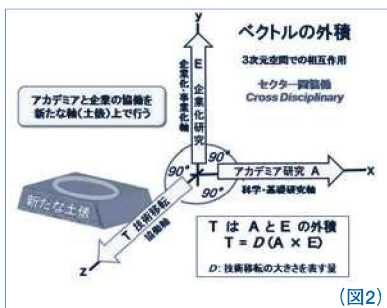 ベクトルの外積
3次元空間での相互作用
セクター間協働
Cross Disciplinary
アカデミアと企業の協働を
新たな軸(土俵)上で行う
y
企業化・事業化軸
E 企業化研究
90°
90°
90°
アカデミア研究 A
x
科学・基礎研究軸
新たな土俵
T 技術移転
協働軸
z
T は A と E の外積
T = D(A × E)
D: 技術移転の大きさを表す量
(図2)